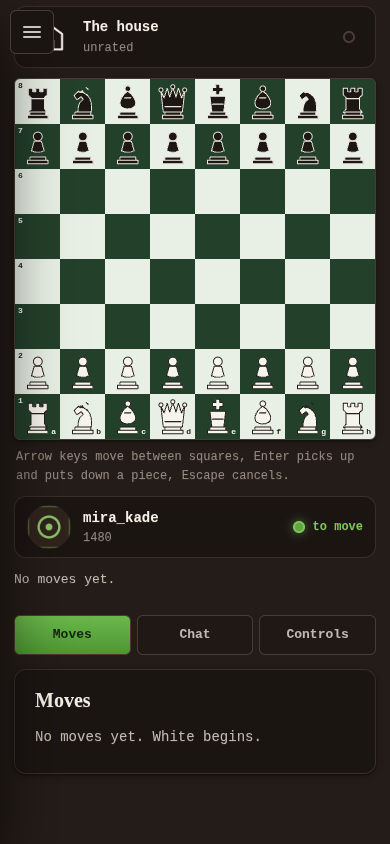 The house
unrated
8
7
6
5
4
3
2
1
a b c d e f g h
Arrow keys move between squares, Enter picks up
and puts down a piece, Escape cancels.
mira_kade
1480
to move
No moves yet.
Moves Chat Controls
Moves
No moves yet. White begins.